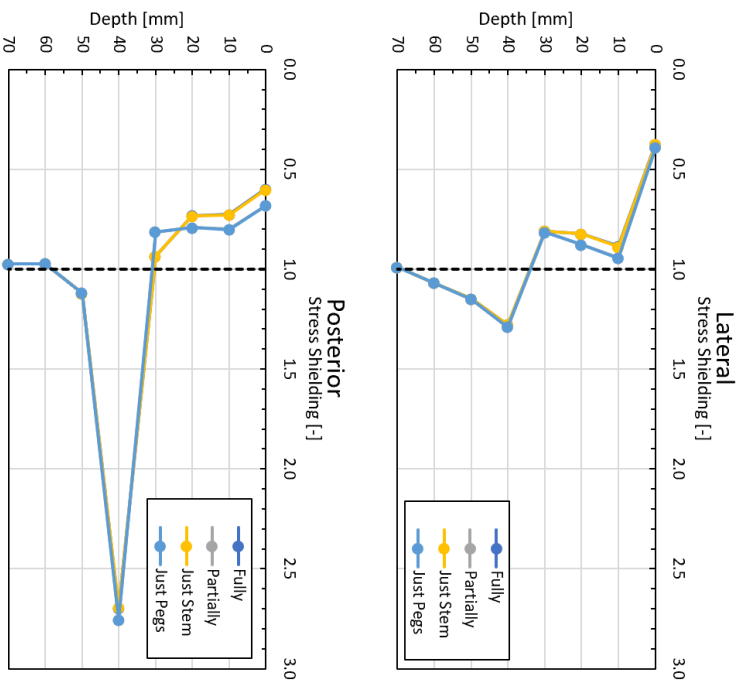 Lateral
Stress Shielding [-]
0.0
0.5
1.0
1.5
2.0
2.5
3.0
0
10
20
30
40
50
60
70
Depth [mm]
Fully
Partially
Just Stem
Just Pegs
Posterior
Stress Shielding [-]
0.0
0.5
1.0
1.5
2.0
2.5
3.0
0
10
20
30
40
50
60
70
Depth [mm]
Fully
Partially
Just Stem
Just Pegs